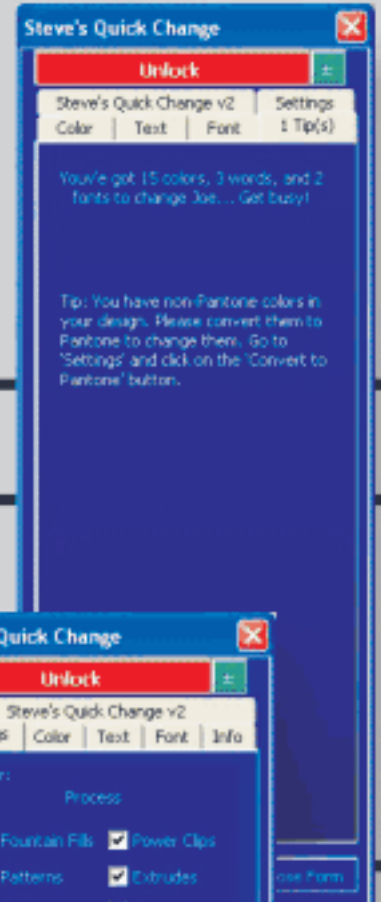 Steve's Quick Change
Unlock ±
Steve's Quick Change v2 Settings
Color Text Font 1 Tip(s)
Youv'e got 15 colors, 3 words, and 2
fonts to change Joe... Get busy!
Tip: You have non-Pantone colors in
your design. Please convert them to
Pantone to change them. Go to
'Settings' and click on the 'Convert to
Pantone' button.
Quick Change
Unlock ±
Steve's Quick Change v2
Color Text Font Info
Process
Fountain Fills Power Clips
Patterns Extrudes
ose Form